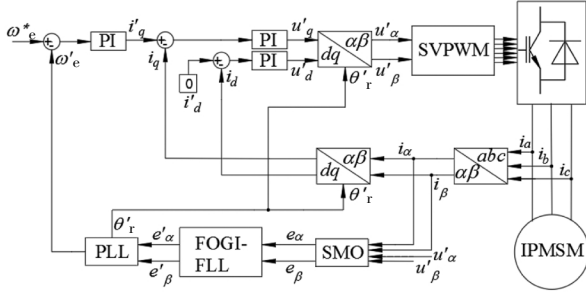 ω*e PI i′q PI u′q dq αβ u′α SVPWM
ω′e iq PI u′d θ′r u′β
0 id
i′d
dq αβ iα abc αβ ia
θ′r iβ ib
ic
θ′r
PLL e′α FOGI- eα SMO u′α IPMSM
e′β FLL eβ u′β